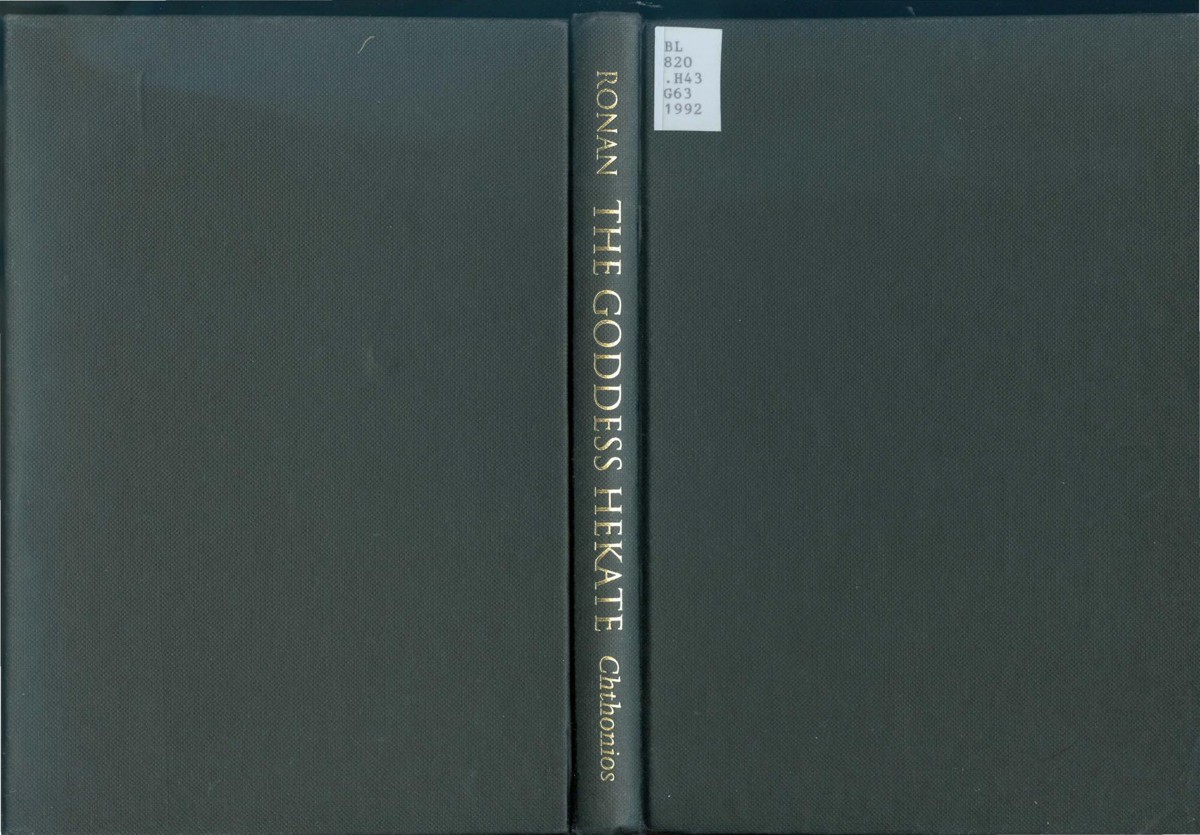 RONAN THE GODDESS HEKATE Chthonios
BL
820
.H43
G63
1992